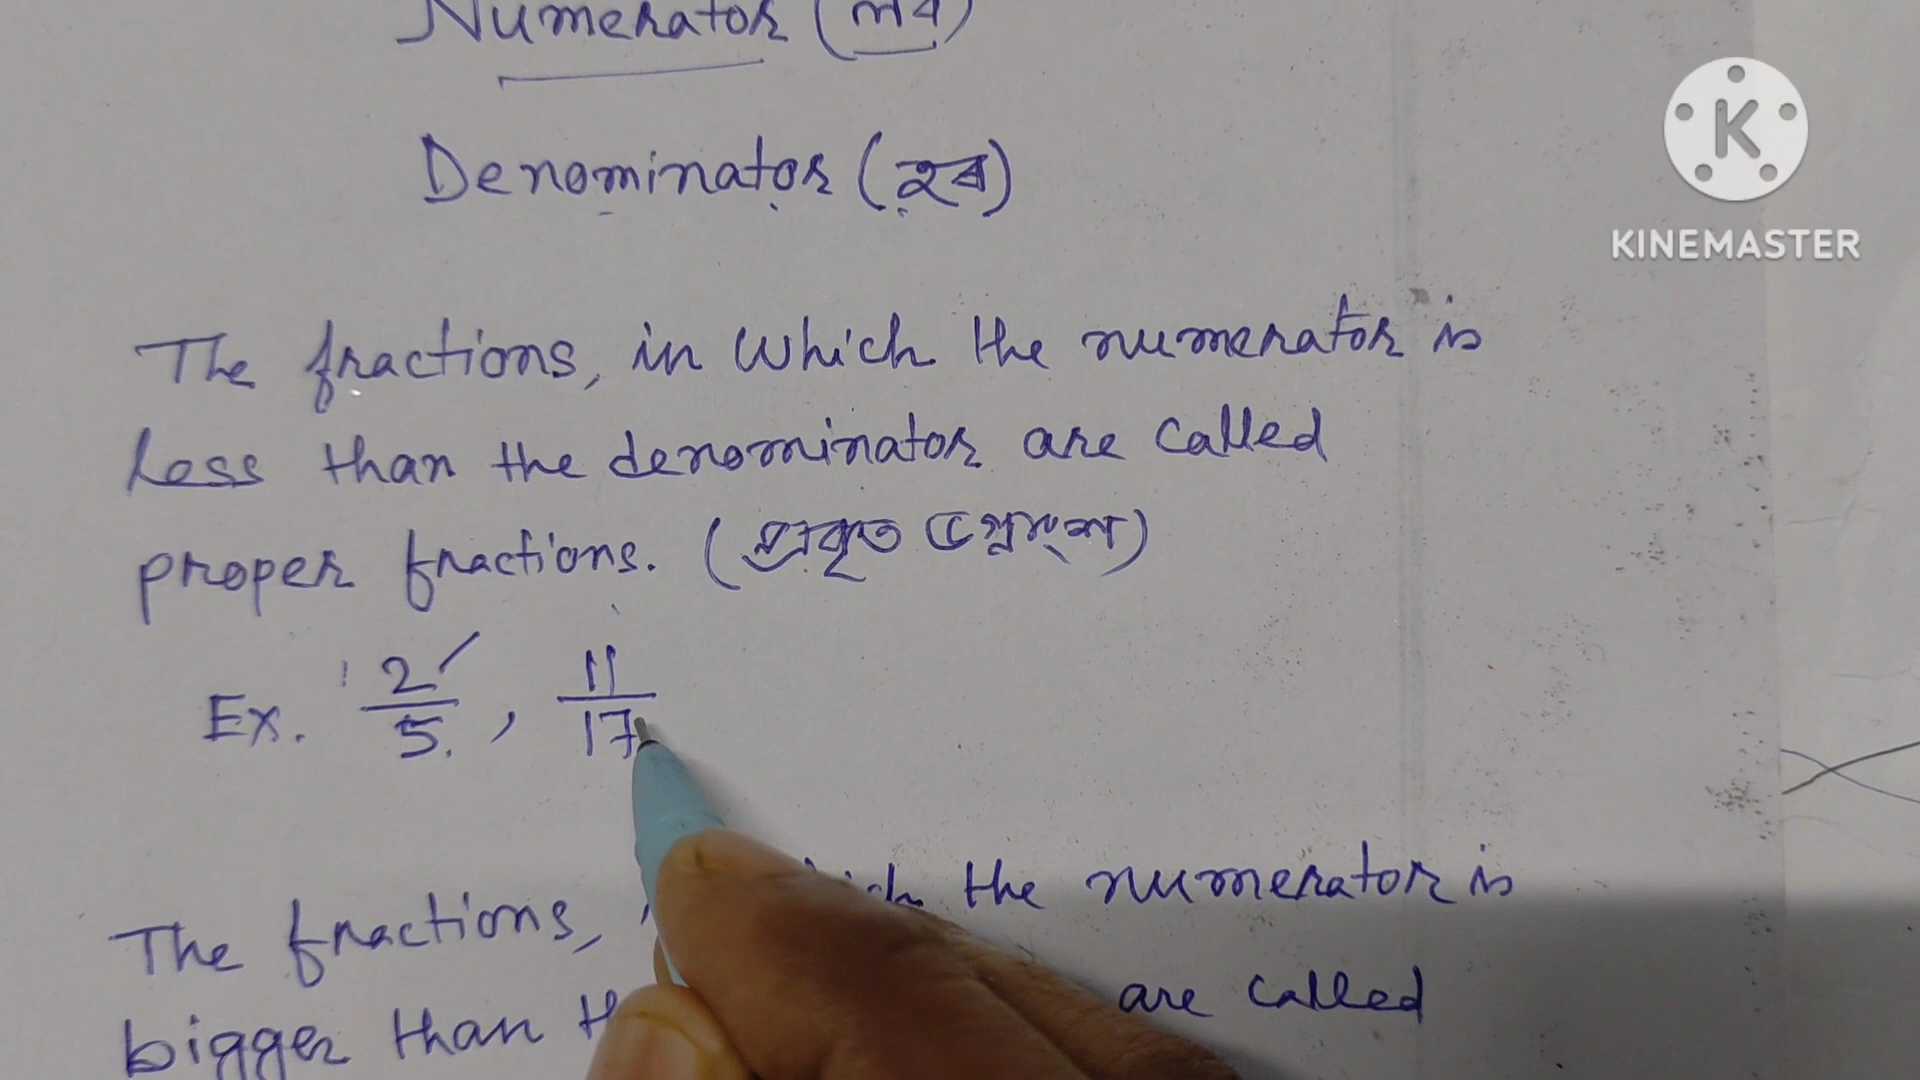 Numerator (লব)
Denominator (হৰ)
KINEMASTER
The fractions, in which the numerator is
less than the denominator are called
proper fractions. (প্ৰকৃত ভগ্নাংশ)
Ex. 2/5, 11/17
The fractions, the numerator is
bigger than are called